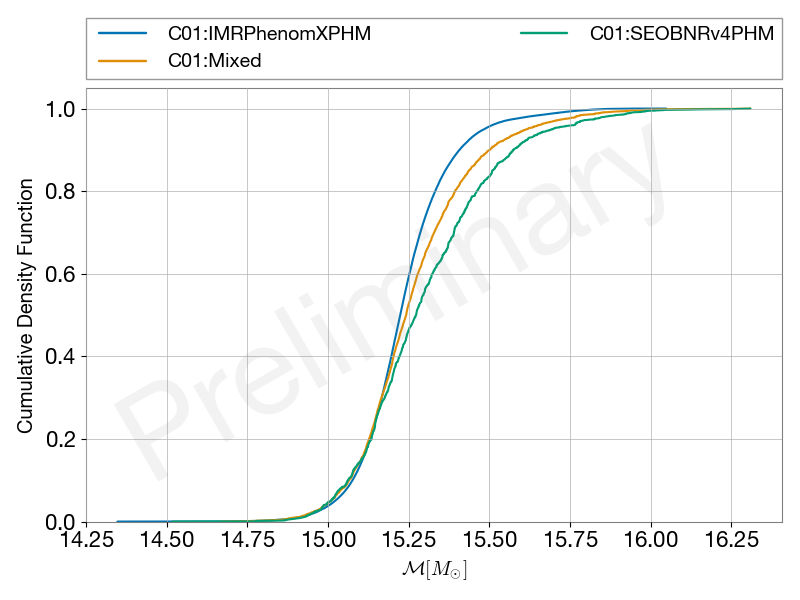 C01:IMRPhenomXPHM
C01:Mixed
C01:SEOBNRv4PHM
1.0
0.8
0.6
0.4
0.2
0.0
Cumulative Density Function
Preliminary
14.25 14.50 14.75 15.00 15.25 15.50 15.75 16.00 16.25
ℳ[M⊙]